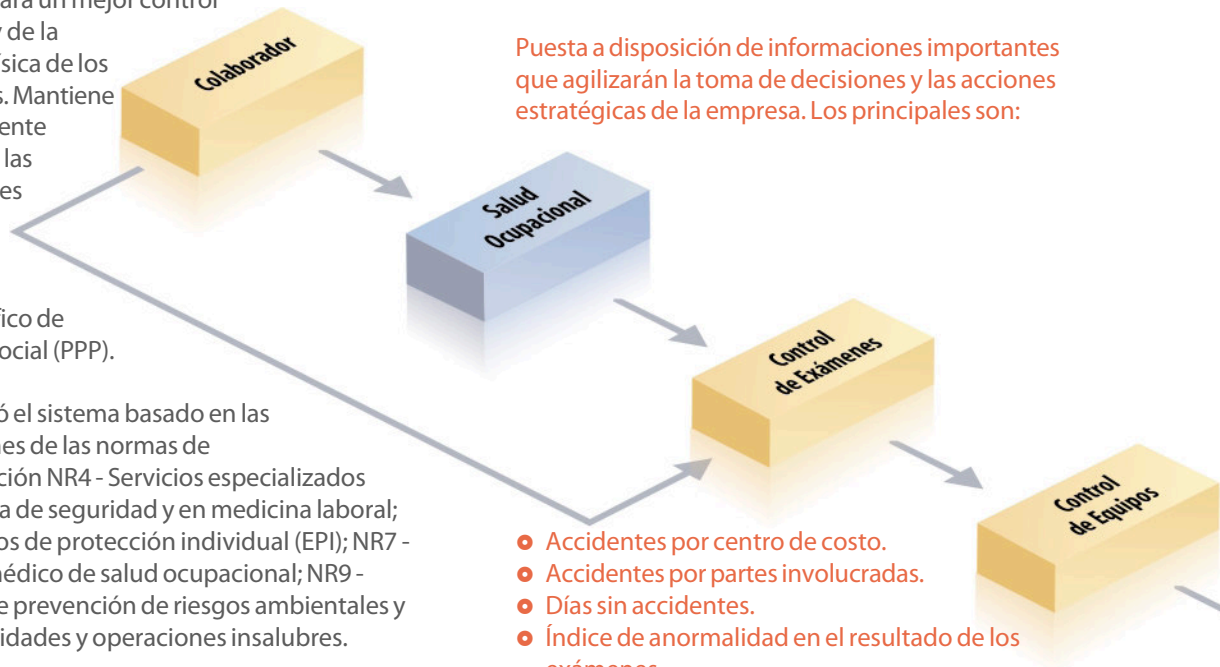 ara un mejor control
y de la
ísica de los
s. Mantiene
ente
las
es
fico de
ocial (PPP).
ó el sistema basado en las
nes de las normas de
ción NR4 - Servicios especializados
a de seguridad y en medicina laboral;
os de protección individual (EPI); NR7 -
médico de salud ocupacional; NR9 -
e prevención de riesgos ambientales y
idades y operaciones insalubres.
Puesta a disposición de informaciones importantes
que agilizarán la toma de decisiones y las acciones
estratégicas de la empresa. Los principales son:
Colaborador
Salud
Ocupacional
Control
de Exámenes
Control
de Equipos
Accidentes por centro de costo.
Accidentes por partes involucradas.
Días sin accidentes.
Índice de anormalidad en el resultado de los
exámenes